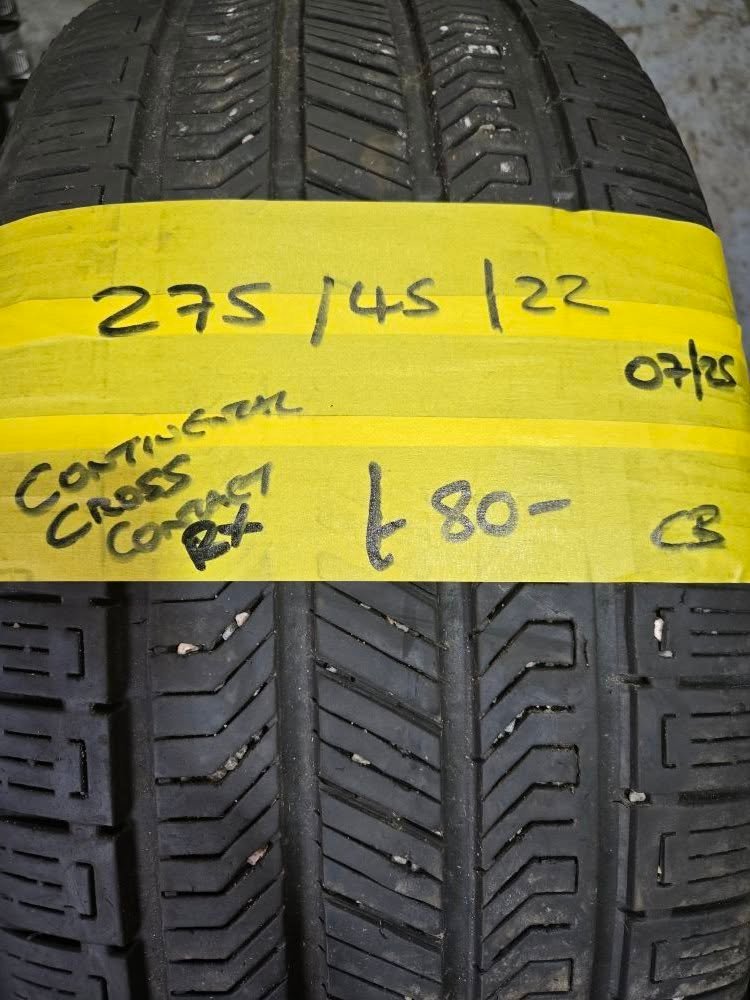 275/45/22
07/25
CONTINENTAL
CROSS
CONTACT
RX
£80-
CB